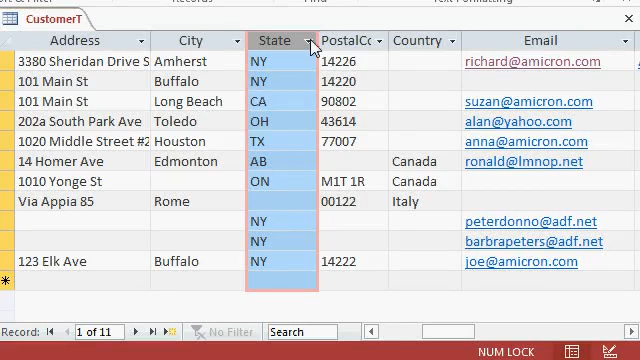 CustomerT
Address City State PostalCo Country Email
3380 Sheridan Drive S Amherst NY 14226 richard@amicron.com
101 Main St Buffalo NY 14220
101 Main St Long Beach CA 90802 suzan@amicron.com
202a South Park Ave Toledo OH 43614 alan@yahoo.com
1020 Middle Street #2 Houston TX 77007 anna@amicron.com
14 Homer Ave Edmonton AB Canada ronald@lmnop.net
1010 Yonge St ON M1T 1R Canada
Via Appia 85 Rome 00122 Italy
NY peterdonno@adf.net
NY barbrapeters@adf.net
123 Elk Ave Buffalo NY 14222 joe@amicron.com
Record: 1 of 11 No Filter Search
NUM LOCK